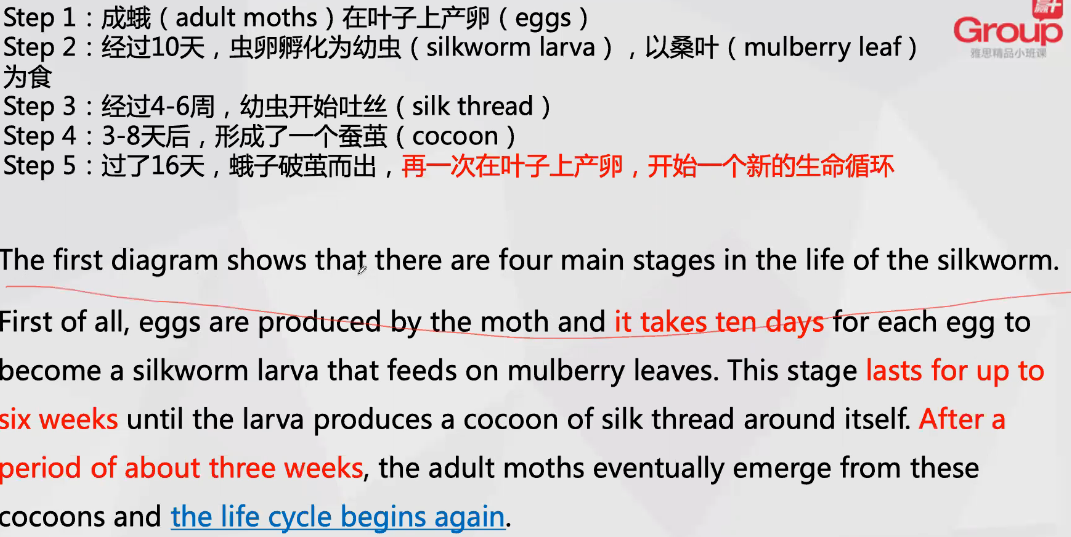 Step 1：成蛾（adult moths）在叶子上产卵（eggs）
Step 2：经过10天，虫卵孵化为幼虫（silkworm larva），以桑叶（mulberry leaf）
为食
Step 3：经过4-6周，幼虫开始吐丝（silk thread）
Step 4：3-8天后，形成了一个蚕茧（cocoon）
Step 5：过了16天，蛾子破茧而出，再一次在叶子上产卵，开始一个新的生命循环
Group
雅思精品小班课
The first diagram shows that there are four main stages in the life of the silkworm.
First of all, eggs are produced by the moth and it takes ten days for each egg to
become a silkworm larva that feeds on mulberry leaves. This stage lasts for up to
six weeks until the larva produces a cocoon of silk thread around itself. After a
period of about three weeks, the adult moths eventually emerge from these
cocoons and the life cycle begins again.